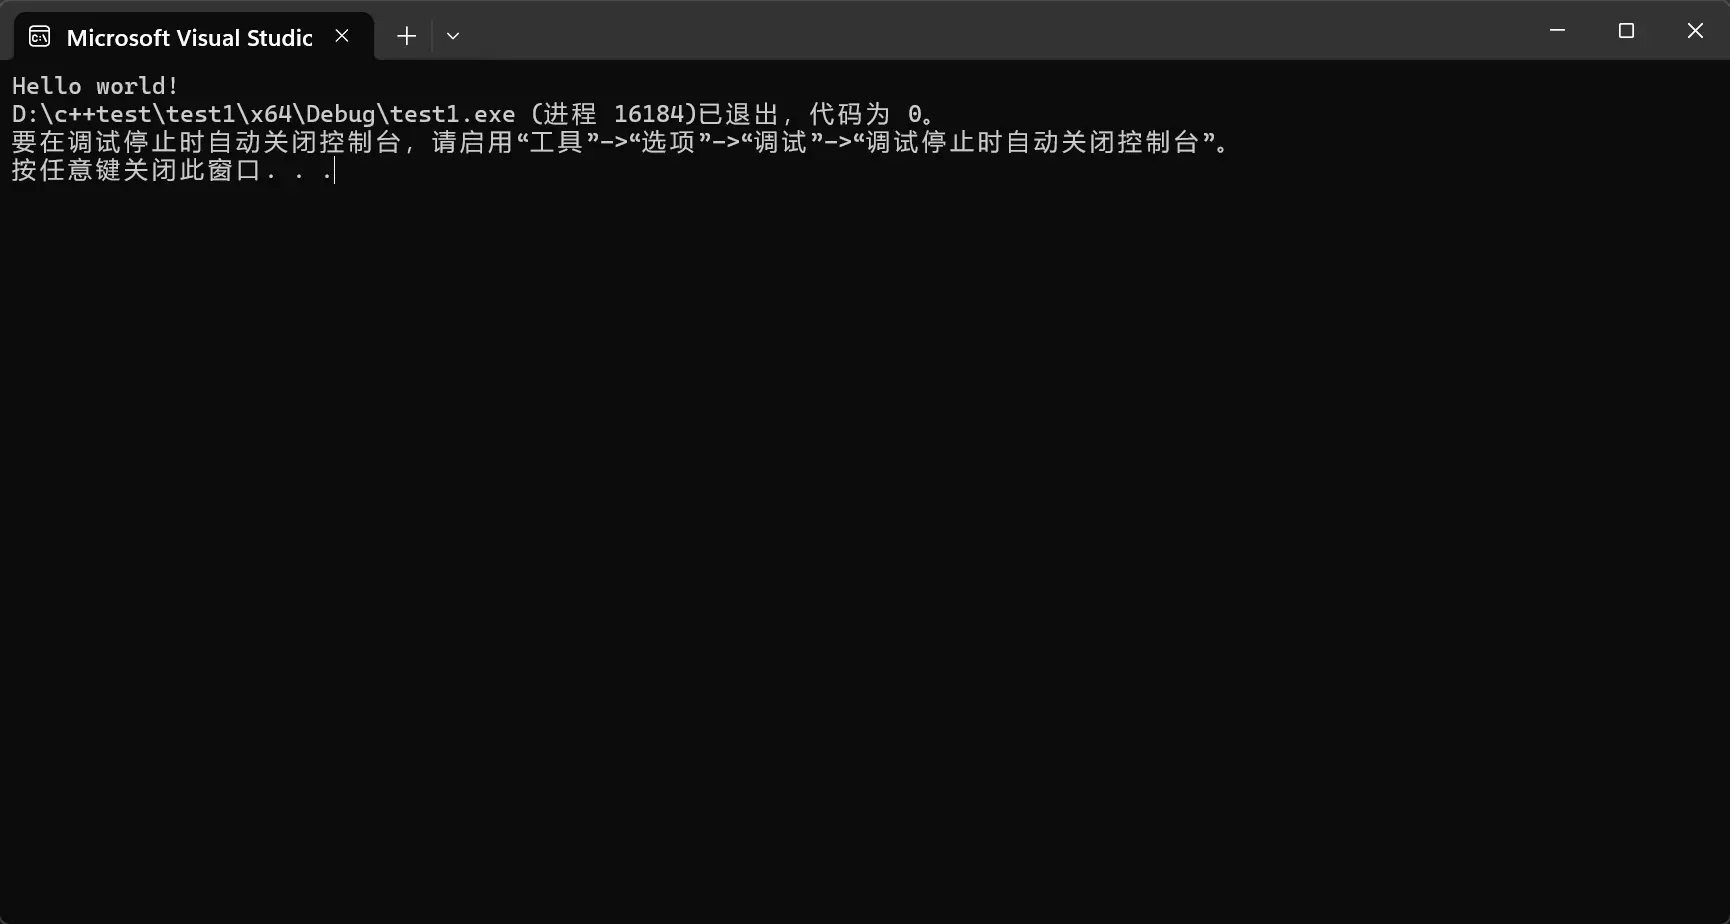 Microsoft Visual Studic
Hello world!
D:\c++test\test1\x64\Debug\test1.exe (进程 16184)已退出，代码为 0。
要在调试停止时自动关闭控制台，请启用“工具”->“选项”->“调试”->“调试停止时自动关闭控制台”。
按任意键关闭此窗口. . .